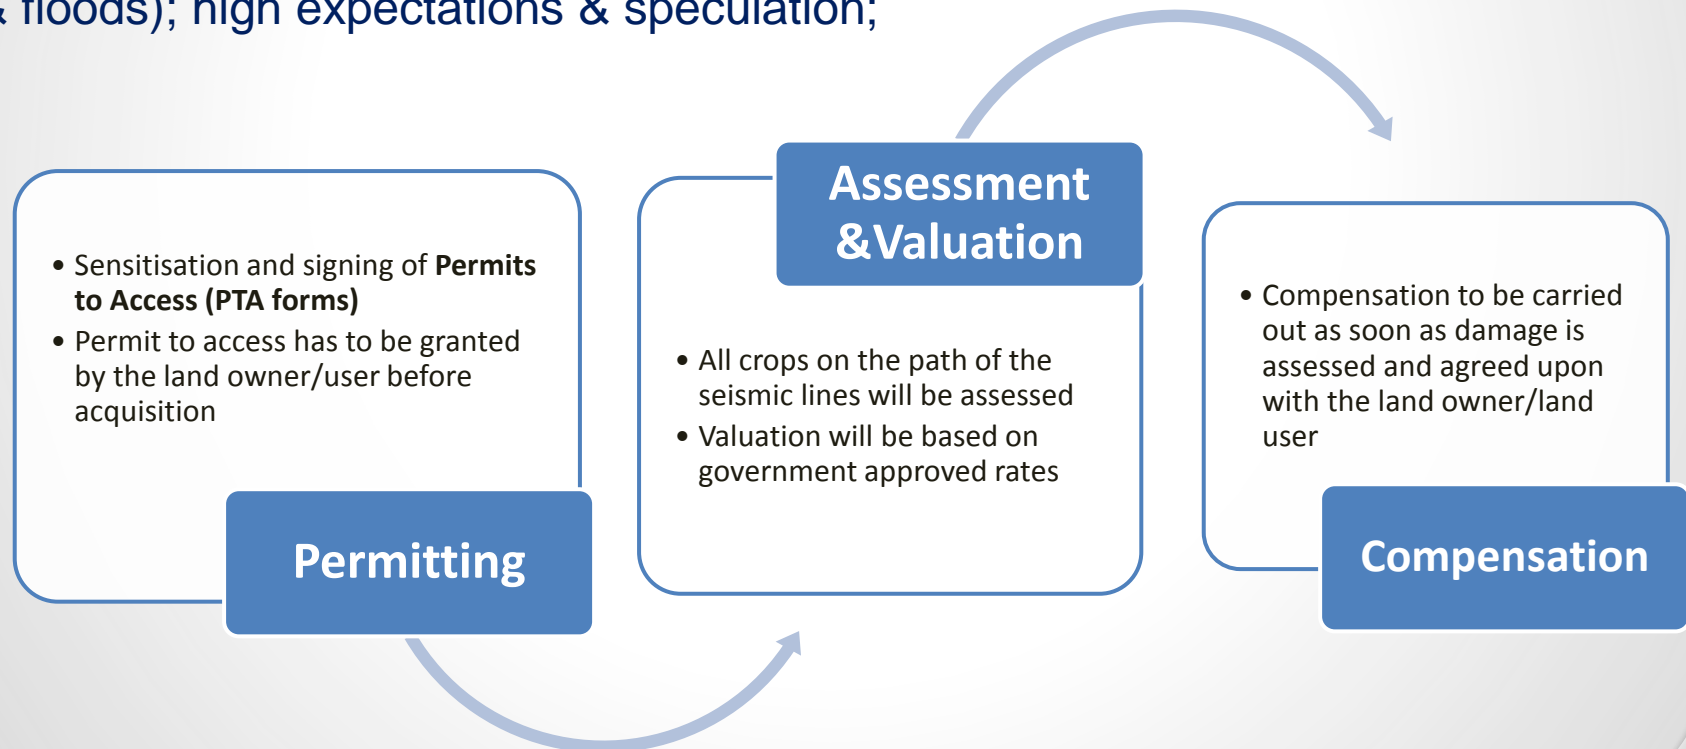 & floods); high expectations & speculation;
• Sensitisation and signing of Permits
to Access (PTA forms)
• Permit to access has to be granted
by the land owner/user before
acquisition
Permitting
Assessment
&Valuation
• All crops on the path of the
seismic lines will be assessed
• Valuation will be based on
government approved rates
• Compensation to be carried
out as soon as damage is
assessed and agreed upon
with the land owner/land
user
Compensation